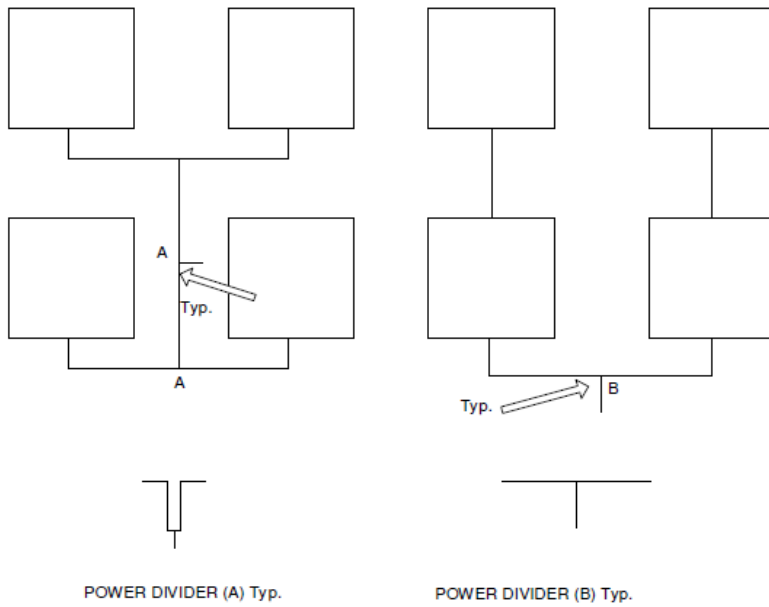 A
Typ.
A
B
Typ.
POWER DIVIDER (A) Typ.
POWER DIVIDER (B) Typ.